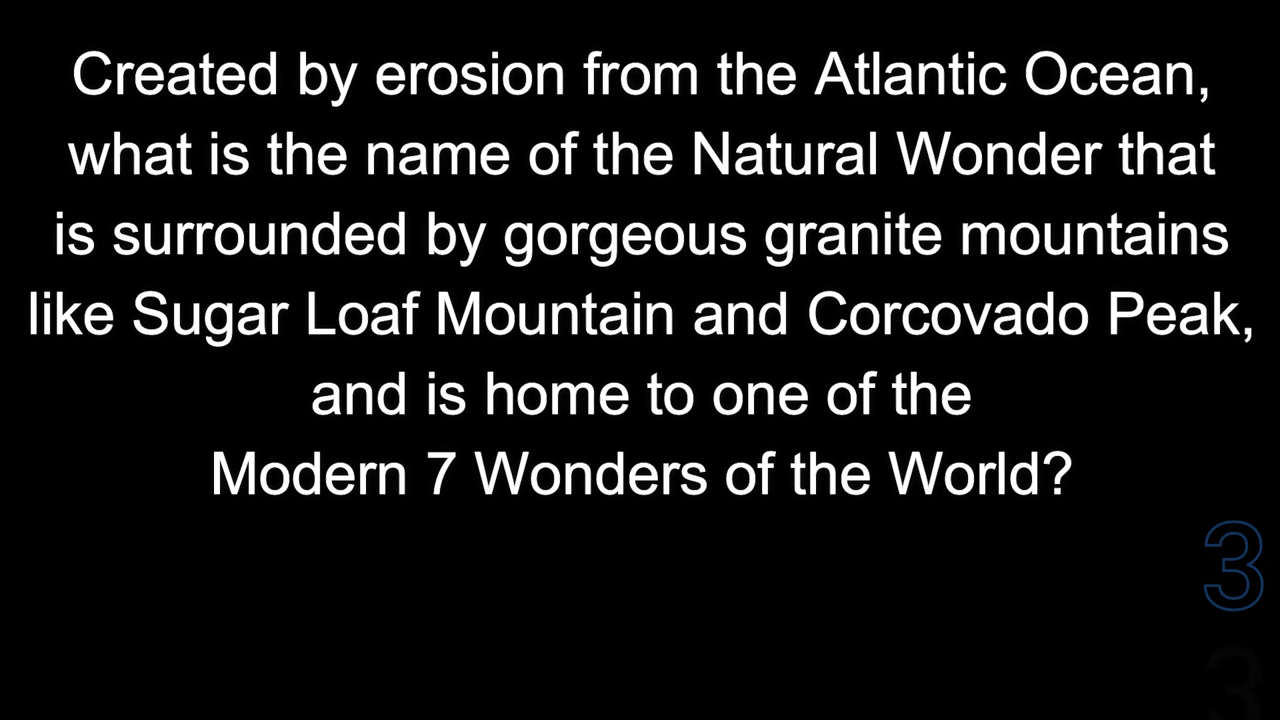 Created by erosion from the Atlantic Ocean,
what is the name of the Natural Wonder that
is surrounded by gorgeous granite mountains
like Sugar Loaf Mountain and Corcovado Peak,
and is home to one of the
Modern 7 Wonders of the World?
3
3